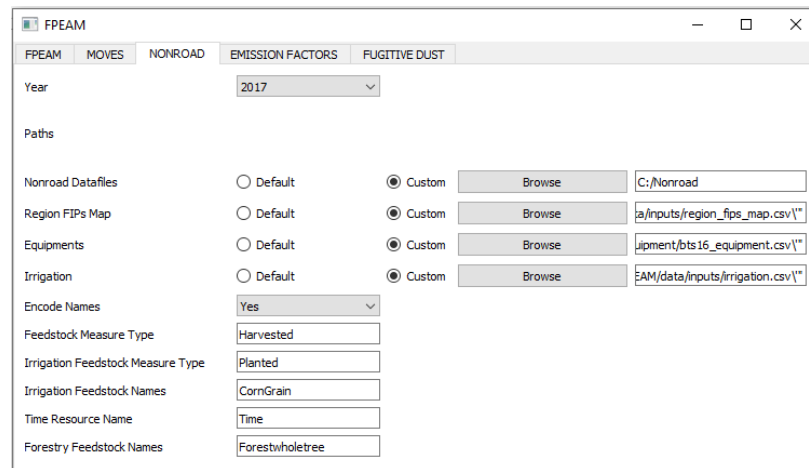 FPEAM
FPEAM MOVES NONROAD EMISSION FACTORS FUGITIVE DUST
Year 2017
Paths
Nonroad Datafiles Default Custom Browse C:/Nonroad
Region FIPs Map Default Custom Browse ta/inputs/region_fips_map.csv\'"
Equipments Default Custom Browse uipment/bts16_equipment.csv\'"
Irrigation Default Custom Browse EAM/data/inputs/irrigation.csv\'"
Encode Names Yes
Feedstock Measure Type Harvested
Irrigation Feedstock Measure Type Planted
Irrigation Feedstock Names CornGrain
Time Resource Name Time
Forestry Feedstock Names Forestwholetree